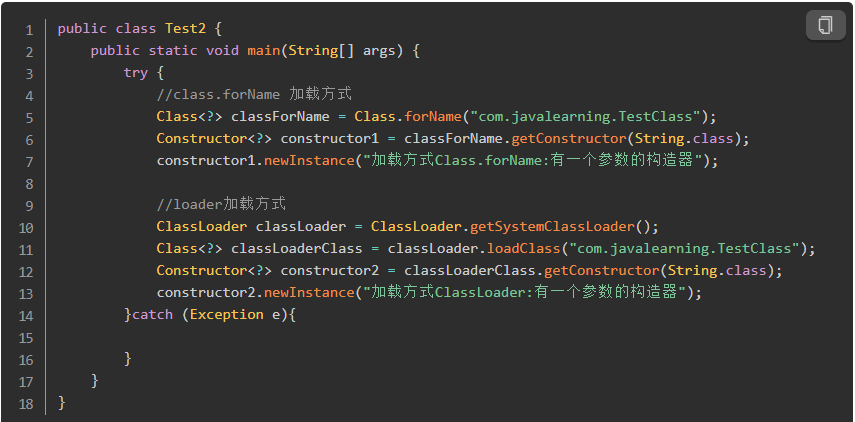 1 public class Test2 {
2 public static void main(String[] args) {
3 try {
4 //class.forName 加载方式
5 Class<?> classForName = Class.forName("com.javalearning.TestClass");
6 Constructor<?> constructor1 = classForName.getConstructor(String.class);
7 constructor1.newInstance("加载方式Class.forName:有一个参数的构造器");
8
9 //loader加载方式
10 ClassLoader classLoader = ClassLoader.getSystemClassLoader();
11 Class<?> classLoaderClass = classLoader.loadClass("com.javalearning.TestClass");
12 Constructor<?> constructor2 = classLoaderClass.getConstructor(String.class);
13 constructor2.newInstance("加载方式ClassLoader:有一个参数的构造器");
14 }catch (Exception e){
15
16 }
17 }
18 }